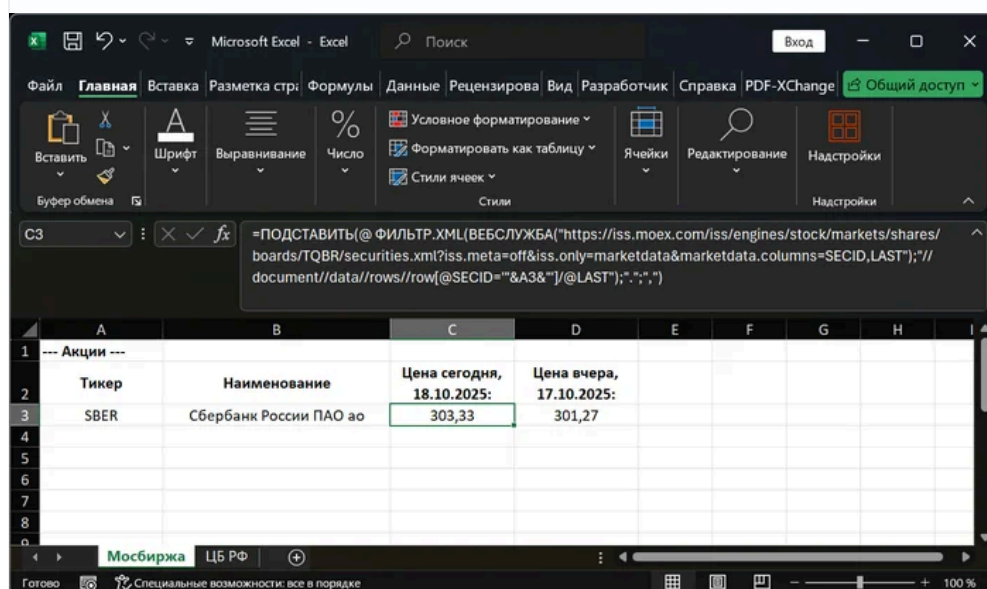 Microsoft Excel - Excel
Поиск
Вход
Файл Главная Вставка Разметка стра Формулы Данные Рецензирова Вид Разработчик Справка PDF-XChange Общий доступ
Вставить
Шрифт
Выравнивание
Число
Условное форматирование
Форматировать как таблицу
Стили ячеек
Ячейки
Редактирование
Надстройки
Буфер обмена
Стили
Надстройки
C3
fx
=ПОДСТАВИТЬ(@ФИЛЬТР.XML(ВЕБСЛУЖБА("https://iss.moex.com/iss/engines/stock/markets/shares/
boards/TQBR/securities.xml?iss.meta=off&iss.only=marketdata&marketdata.columns=SECID,LAST");"//
document//data//rows//row[@SECID='"&A3&"']/@LAST");".";",")
A B C D E F G H I
1 --- Акции ---
2 Тикер Наименование Цена сегодня, 18.10.2025: Цена вчера, 17.10.2025:
3 SBER Сбербанк России ПАО ао 303,33 301,27
4
5
6
7
8
9
Мосбиржа ЦБ РФ
Готово Специальные возможности: все в порядке 100 %